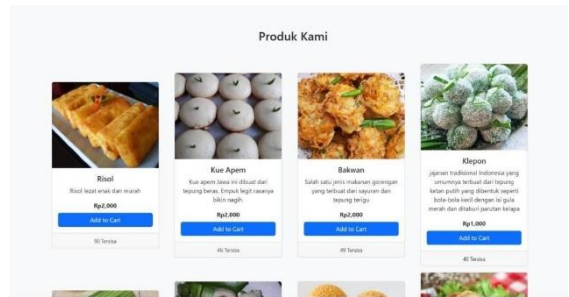 Produk Kami
Risol
Risol lezat enak dan murah
Rp2,000
Add to Cart
90 Tersisa
Kue Apem
Kue apem Jawa ini dibuat dari
tepung beras. Empuk legit rasanya
bikin nagih.
Rp2,000
Add to Cart
46 Tersisa
Bakwan
Salah satu jenis makanan gorengan
yang terbuat dari sayuran dan
tepung terigu
Rp2,000
Add to Cart
49 Tersisa
Klepon
jajanan tradisional Indonesia yang
umumnya terbuat dari tepung
ketan putih yang dibentuk seperti
bola-bola kecil dengan isi gula
merah dan ditaburi parutan kelapa
Rp1,000
Add to Cart
40 Tersisa